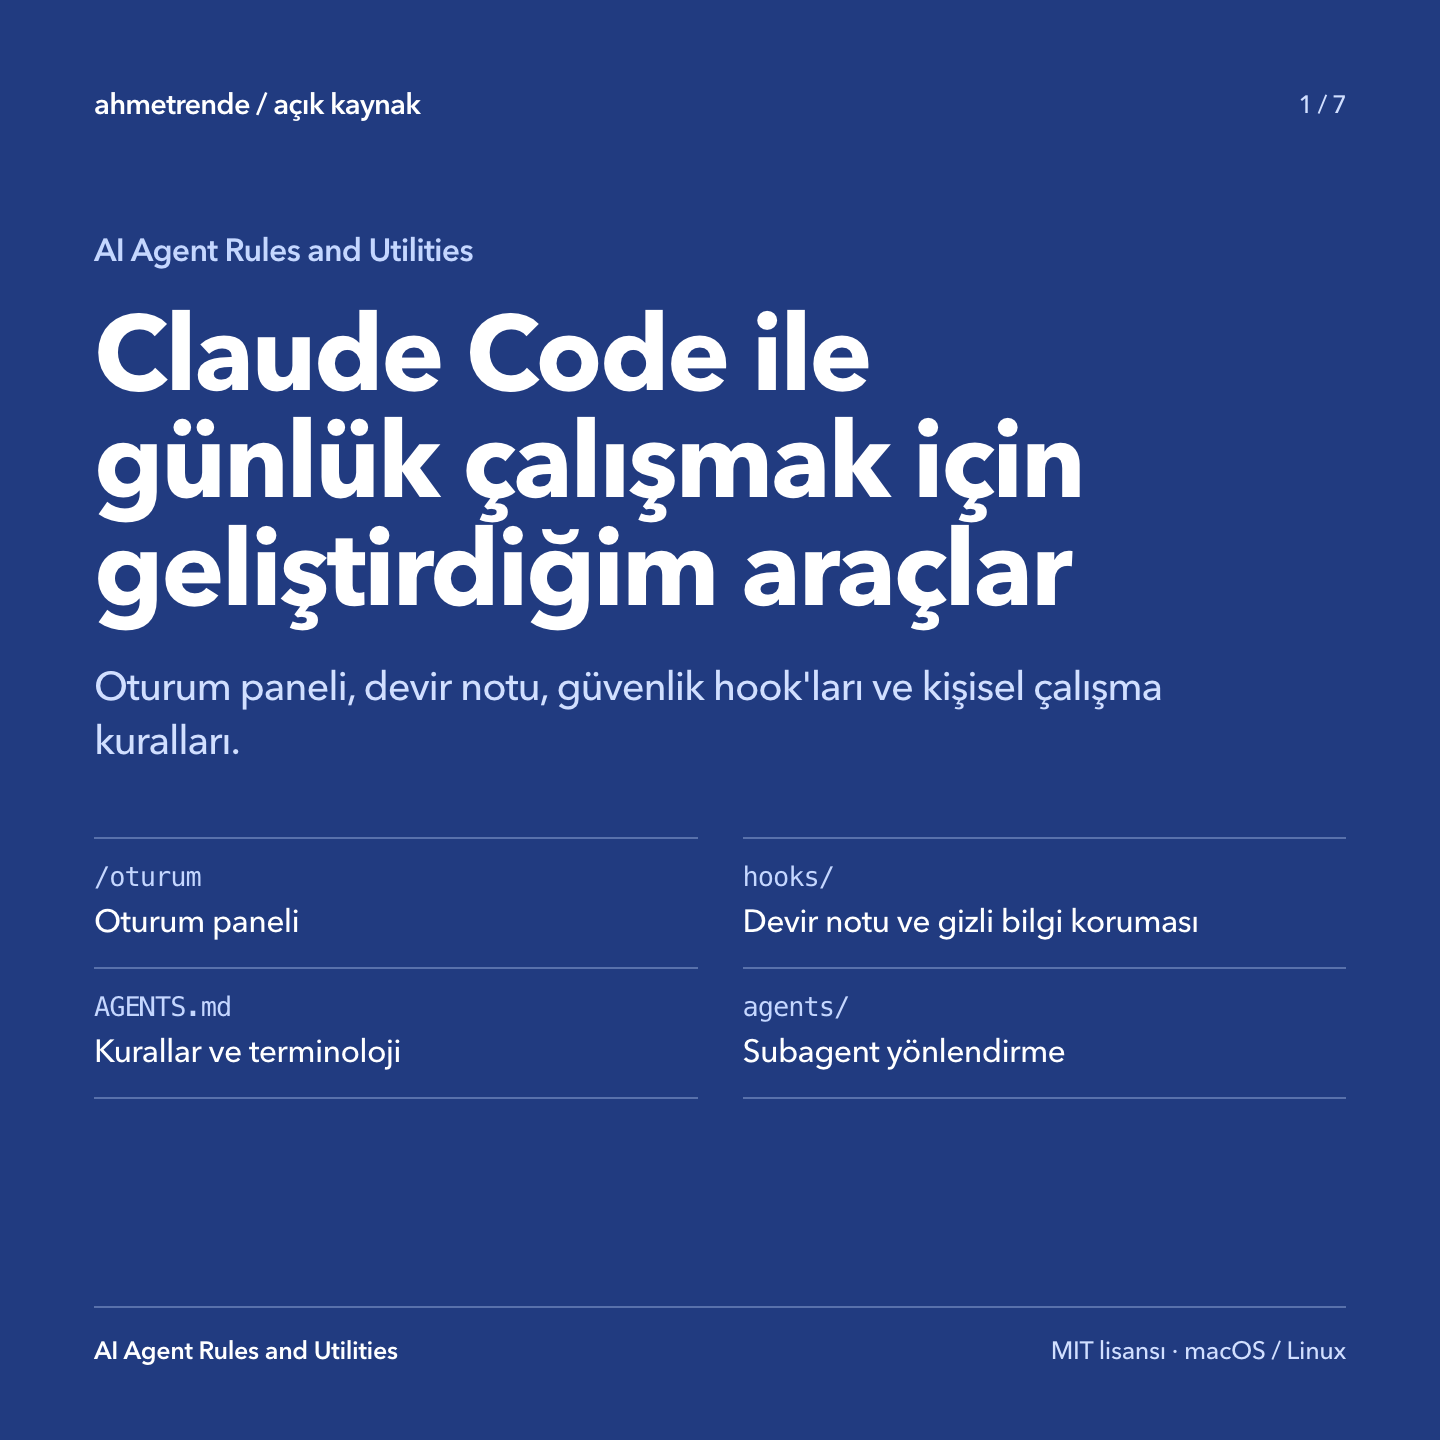 ahmetrende / açık kaynak
1 / 7
AI Agent Rules and Utilities
Claude Code ile
günlük çalışmak için
geliştirdiğim araçlar
Oturum paneli, devir notu, güvenlik hook'ları ve kişisel çalışma
kuralları.
/oturum
Oturum paneli
hooks/
Devir notu ve gizli bilgi koruması
AGENTS.md
Kurallar ve terminoloji
agents/
Subagent yönlendirme
AI Agent Rules and Utilities
MIT lisansı · macOS / Linux